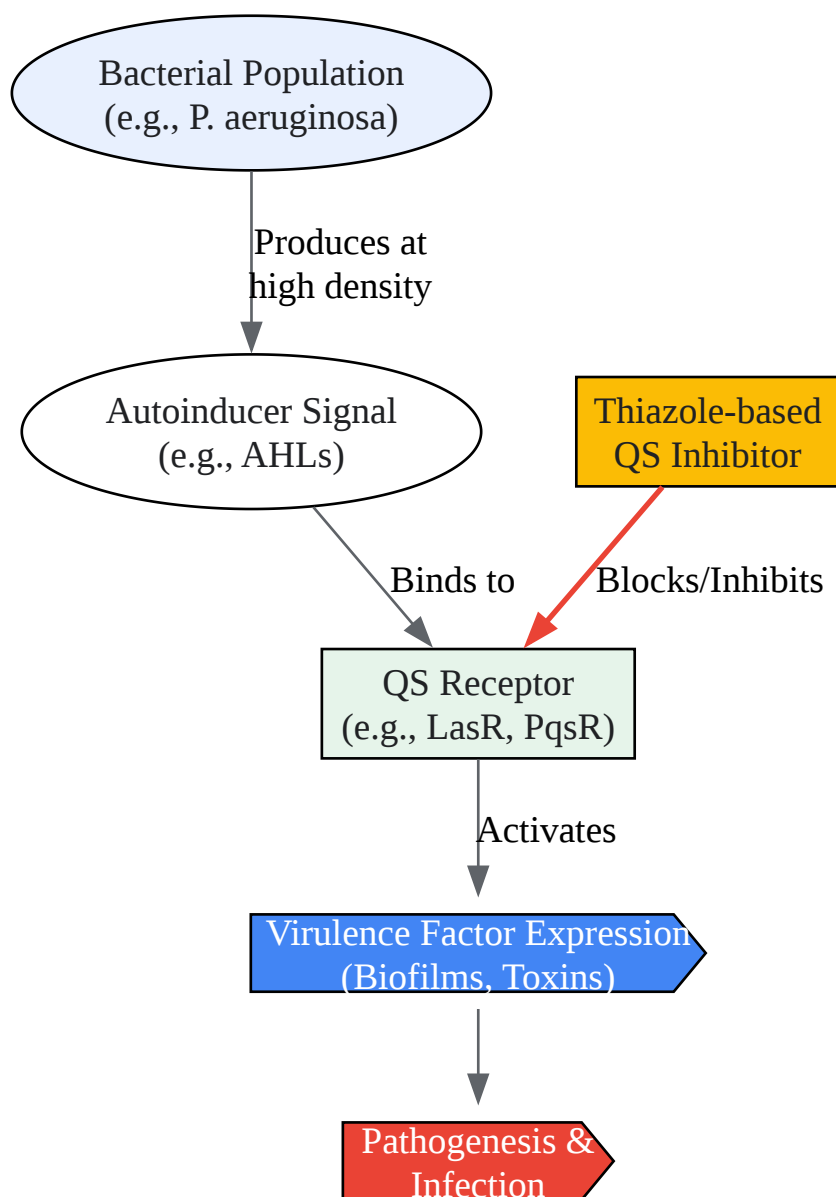 Bacterial Population
(e.g., P. aeruginosa)
Produces at
high density
Autoinducer Signal
(e.g., AHLs)
Thiazole-based
QS Inhibitor
Binds to
Blocks/Inhibits
QS Receptor
(e.g., LasR, PqsR)
Activates
Virulence Factor Expression
(Biofilms, Toxins)
Pathogenesis &
Infection